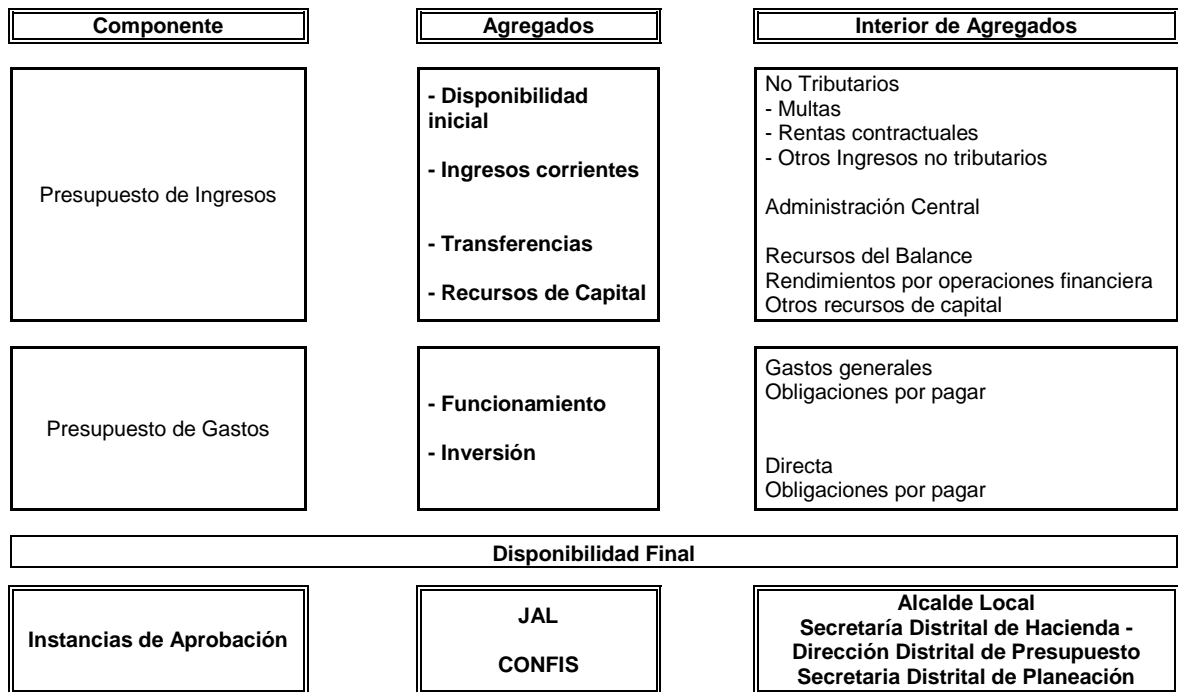 Componente
Agregados
Interior de Agregados
Presupuesto de Ingresos
- Disponibilidad
inicial
- Ingresos corrientes
- Transferencias
- Recursos de Capital
No Tributarios
- Multas
- Rentas contractuales
- Otros Ingresos no tributarios
Administración Central
Recursos del Balance
Rendimientos por operaciones financiera
Otros recursos de capital
Presupuesto de Gastos
- Funcionamiento
- Inversión
Gastos generales
Obligaciones por pagar
Directa
Obligaciones por pagar
Disponibilidad Final
Instancias de Aprobación
JAL
CONFIS
Alcalde Local
Secretaría Distrital de Hacienda -
Dirección Distrital de Presupuesto
Secretaria Distrital de Planeación